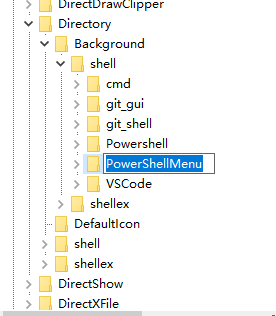 DirectDrawClipper
Directory
Background
shell
cmd
git_gui
git_shell
Powershell
PowerShellMenu
VSCode
shellex
DefaultIcon
shell
shellex
DirectShow
DirectXFile